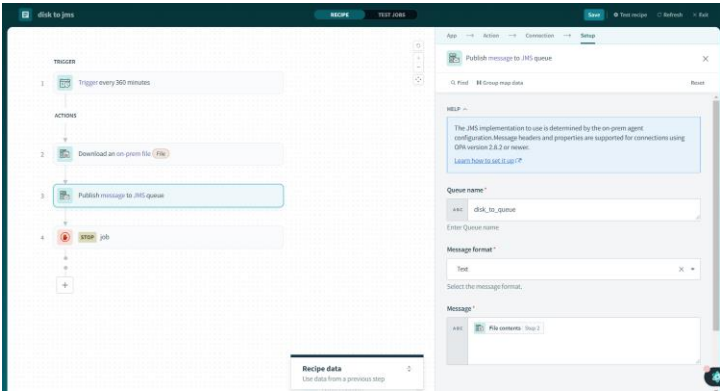 disk to jms
RECIPE
TEST JOBS
Save
Test recipe
Refresh
Exit
App → Action → Connection → Setup
Publish message to JMS queue
Find
Group map data
Reset
TRIGGER
1 Trigger every 360 minutes
ACTIONS
2 Download an on-prem file File
3 Publish message to JMS queue
4 STOP job
Recipe data
Use data from a previous step
HELP
The JMS implementation to use is determined by the on-prem agent
configuration.Message headers and properties are supported for connections using
OPA version 2.8.2 or newer.
Learn how to set it up
Queue name*
ABC disk_to_queue
Enter Queue name
Message format*
Text
Select the message format.
Message*
ABC File contents Step 2